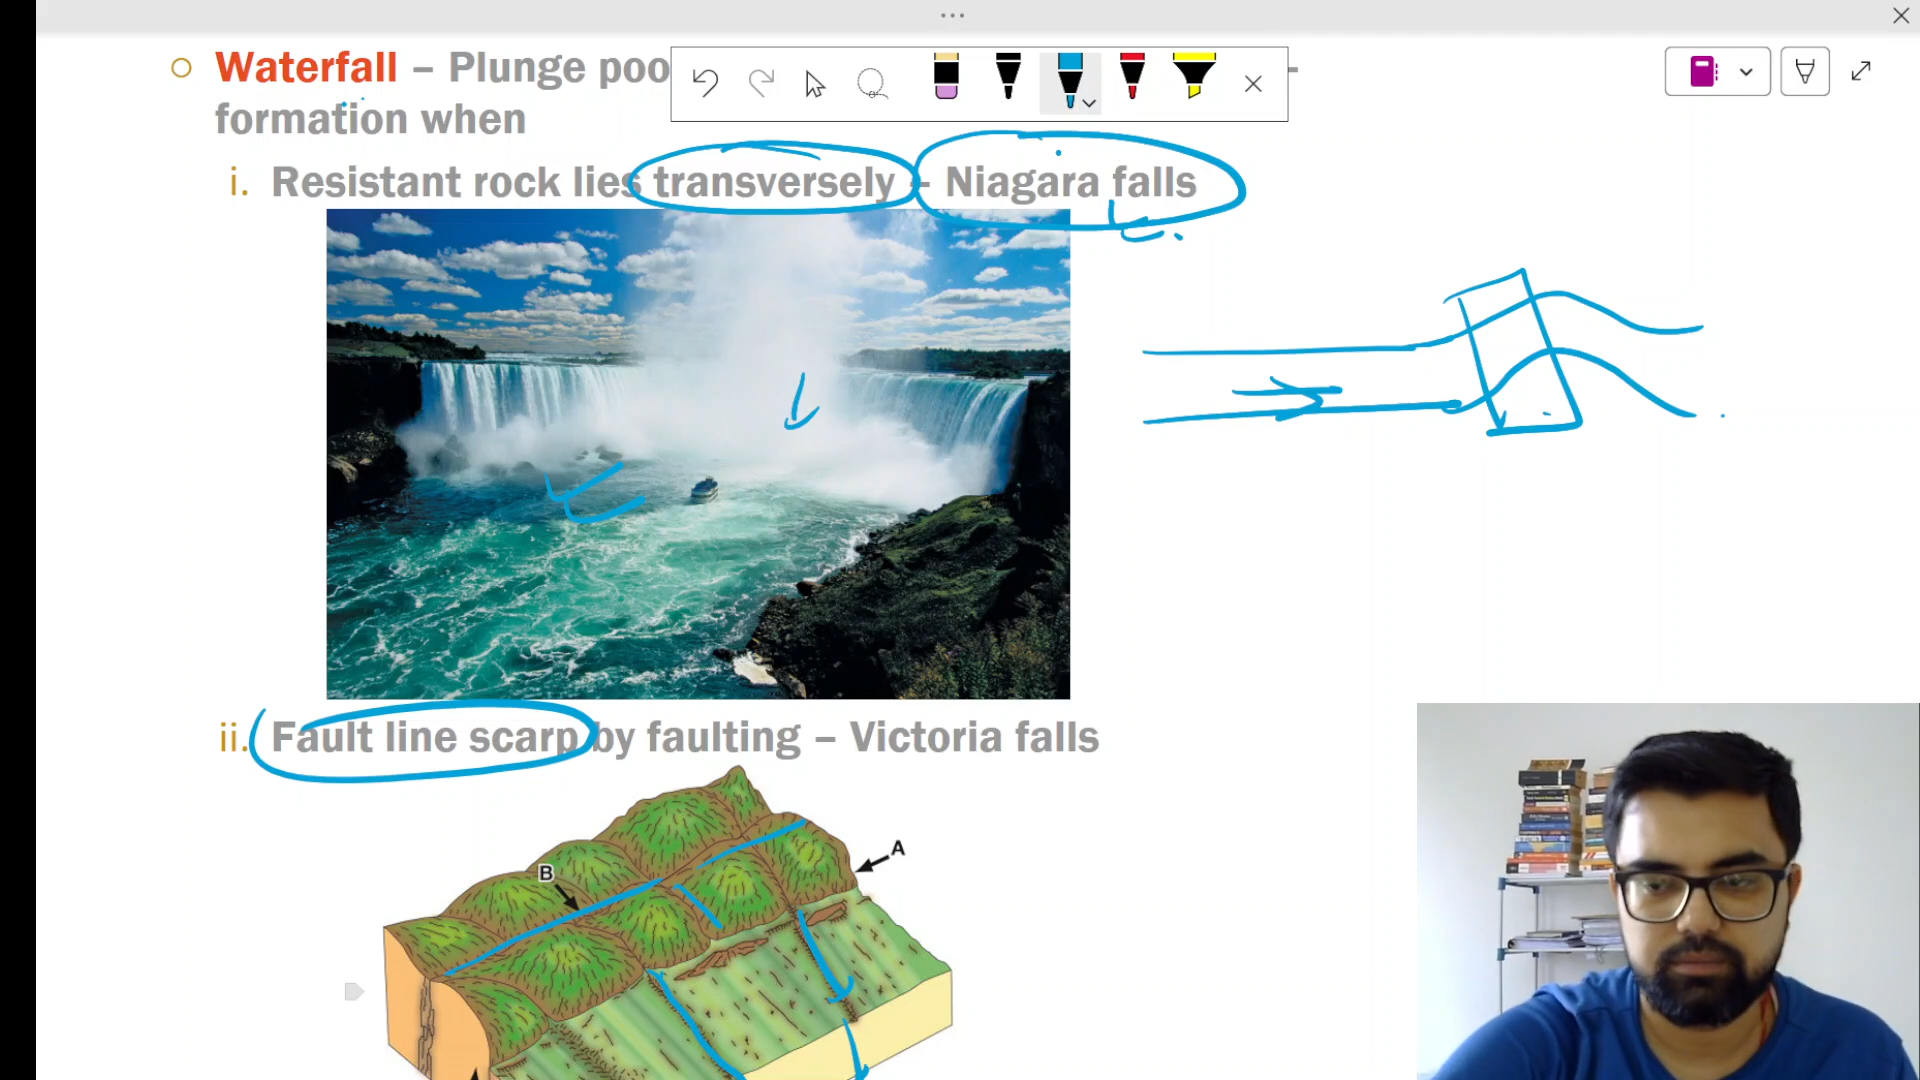 Waterfall – Plunge poo
formation when
i. Resistant rock lies transversely – Niagara falls
ii. Fault line scarp by faulting – Victoria falls
A
B